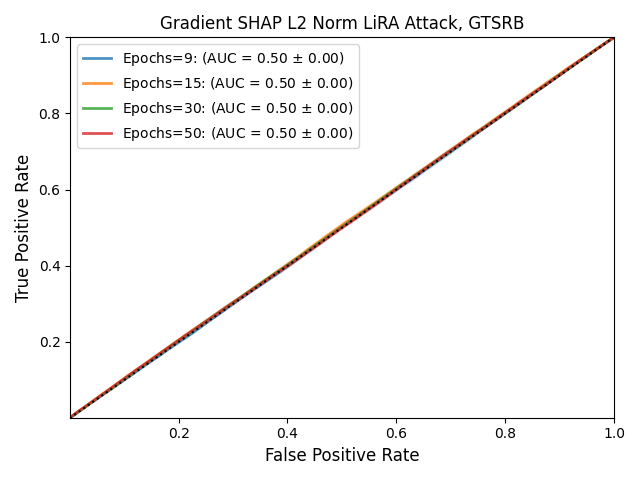 Gradient SHAP L2 Norm LiRA Attack, GTSRB
1.0
0.8
0.6
0.4
0.2
True Positive Rate
Epochs=9: (AUC = 0.50 ± 0.00)
Epochs=15: (AUC = 0.50 ± 0.00)
Epochs=30: (AUC = 0.50 ± 0.00)
Epochs=50: (AUC = 0.50 ± 0.00)
0.2 0.4 0.6 0.8 1.0
False Positive Rate